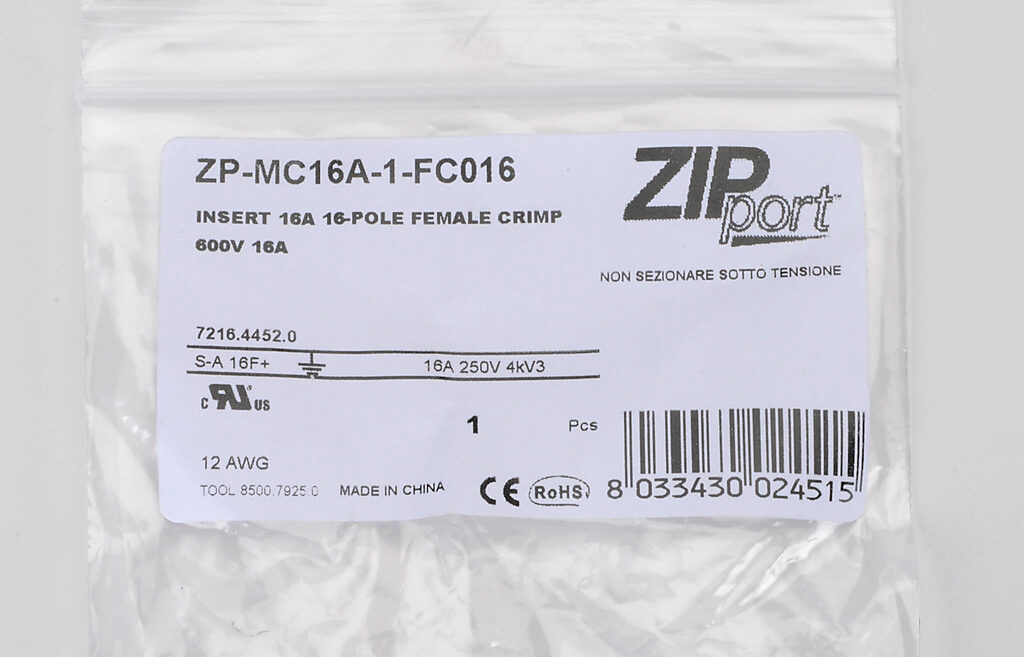 ZP-MC16A-1-FC016
ZIPport™
INSERT 16A 16-POLE FEMALE CRIMP
600V 16A
NON SEZIONARE SOTTO TENSIONE
7216.4452.0
S-A 16F+ 16A 250V 4kV3
C RU US
1 Pcs
12 AWG
TOOL 8500.7925.0 MADE IN CHINA
CE RoHS
8 033430 024515